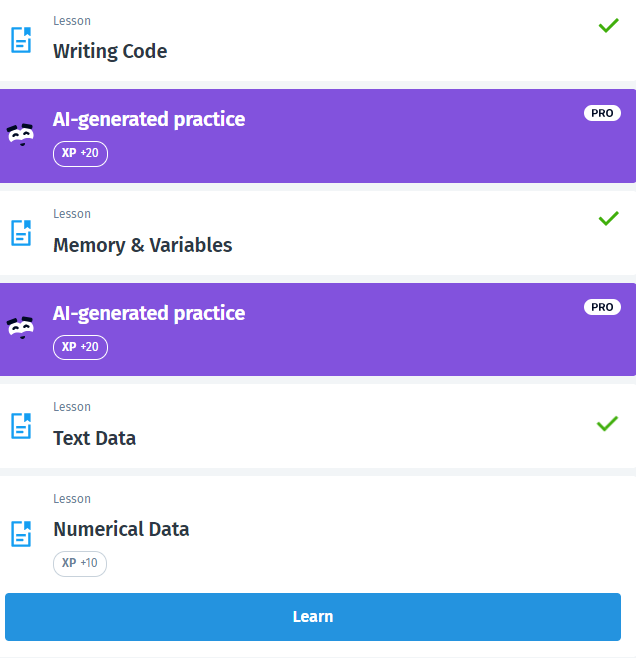 Lesson
Writing Code
AI-generated practice
PRO
XP +20
Lesson
Memory & Variables
AI-generated practice
PRO
XP +20
Lesson
Text Data
Lesson
Numerical Data
XP +10
Learn